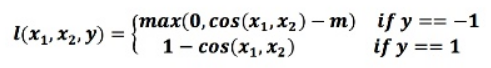 l(x₁, x₂, y) = { max(0, cos(x₁, x₂) − m) if y == −1
1 − cos(x₁, x₂) if y == 1